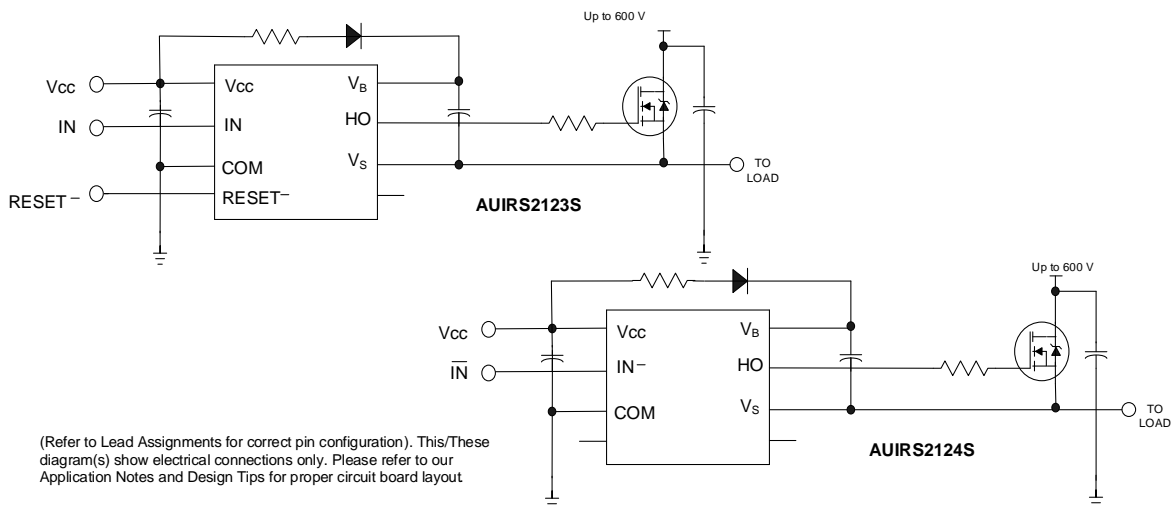 Up to 600 V
Vcc
Vcc
VB
IN
IN
HO
COM
VS
TO
LOAD
RESET –
RESET–
AUIRS2123S
Up to 600 V
Vcc
Vcc
VB
I̅N̅
IN–
HO
COM
VS
TO
LOAD
AUIRS2124S
(Refer to Lead Assignments for correct pin configuration). This/These
diagram(s) show electrical connections only. Please refer to our
Application Notes and Design Tips for proper circuit board layout.